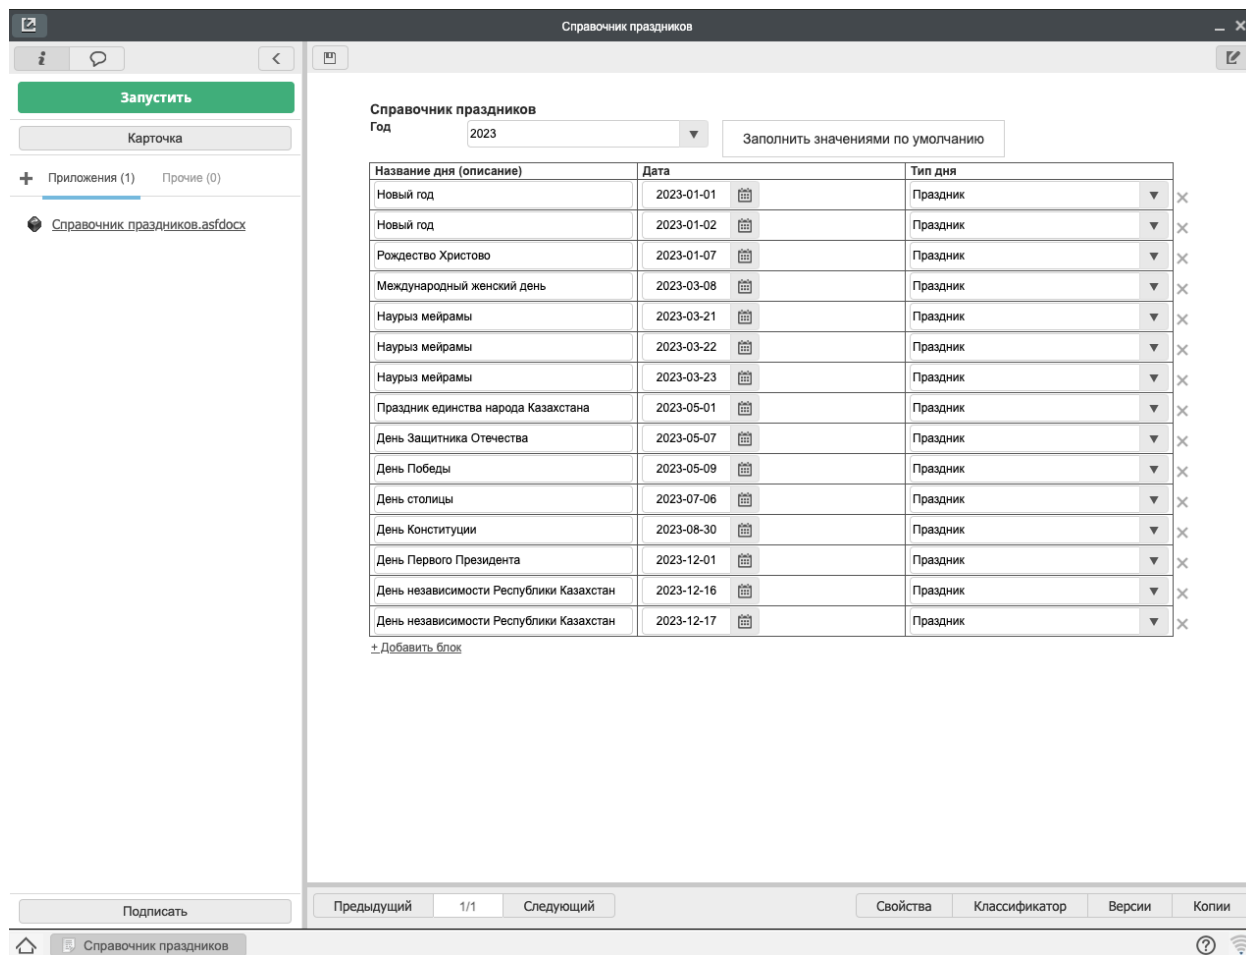 Справочник праздников
Запустить
Карточка
Приложения (1) Прочие (0)
Справочник праздников.asfdocx
Подписать
Справочник праздников
Год 2023 Заполнить значениями по умолчанию
Название дня (описание) Дата Тип дня
Новый год 2023-01-01 Праздник
Новый год 2023-01-02 Праздник
Рождество Христово 2023-01-07 Праздник
Международный женский день 2023-03-08 Праздник
Наурыз мейрамы 2023-03-21 Праздник
Наурыз мейрамы 2023-03-22 Праздник
Наурыз мейрамы 2023-03-23 Праздник
Праздник единства народа Казахстана 2023-05-01 Праздник
День Защитника Отечества 2023-05-07 Праздник
День Победы 2023-05-09 Праздник
День столицы 2023-07-06 Праздник
День Конституции 2023-08-30 Праздник
День Первого Президента 2023-12-01 Праздник
День независимости Республики Казахстан 2023-12-16 Праздник
День независимости Республики Казахстан 2023-12-17 Праздник
+ Добавить блок
Предыдущий 1/1 Следующий Свойства Классификатор Версии Копии
Справочник праздников